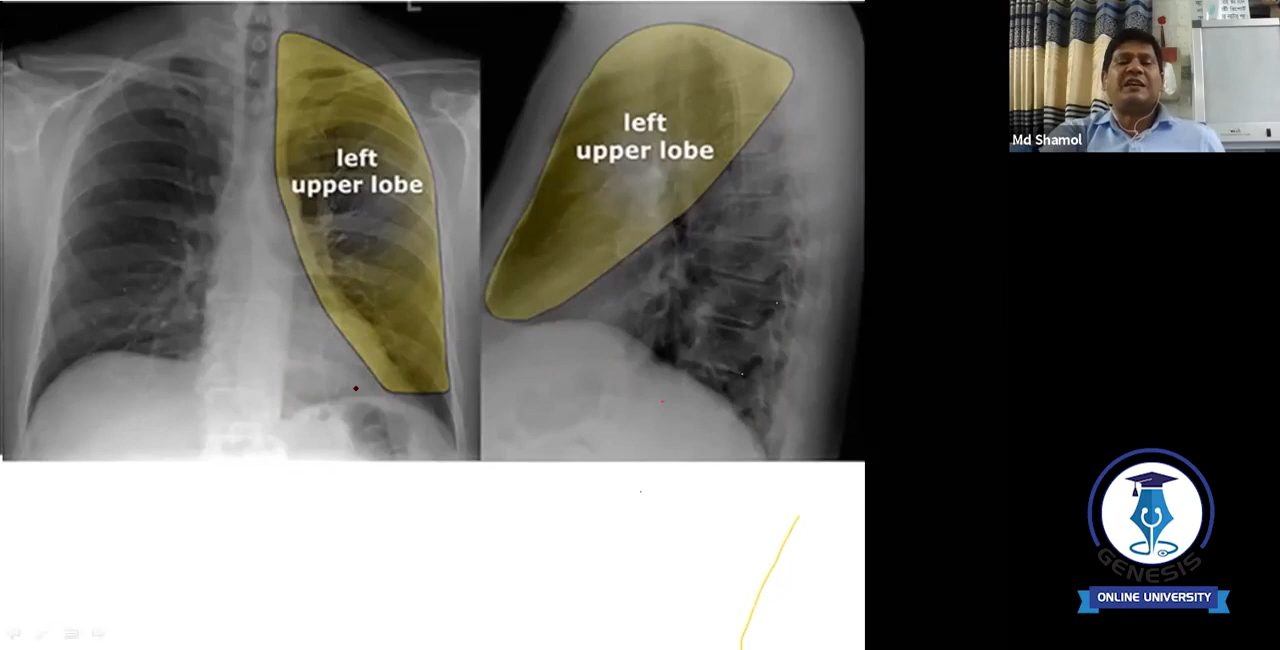 L
left
upper lobe
left
upper lobe
Md Shamol
GENESIS
ONLINE UNIVERSITY